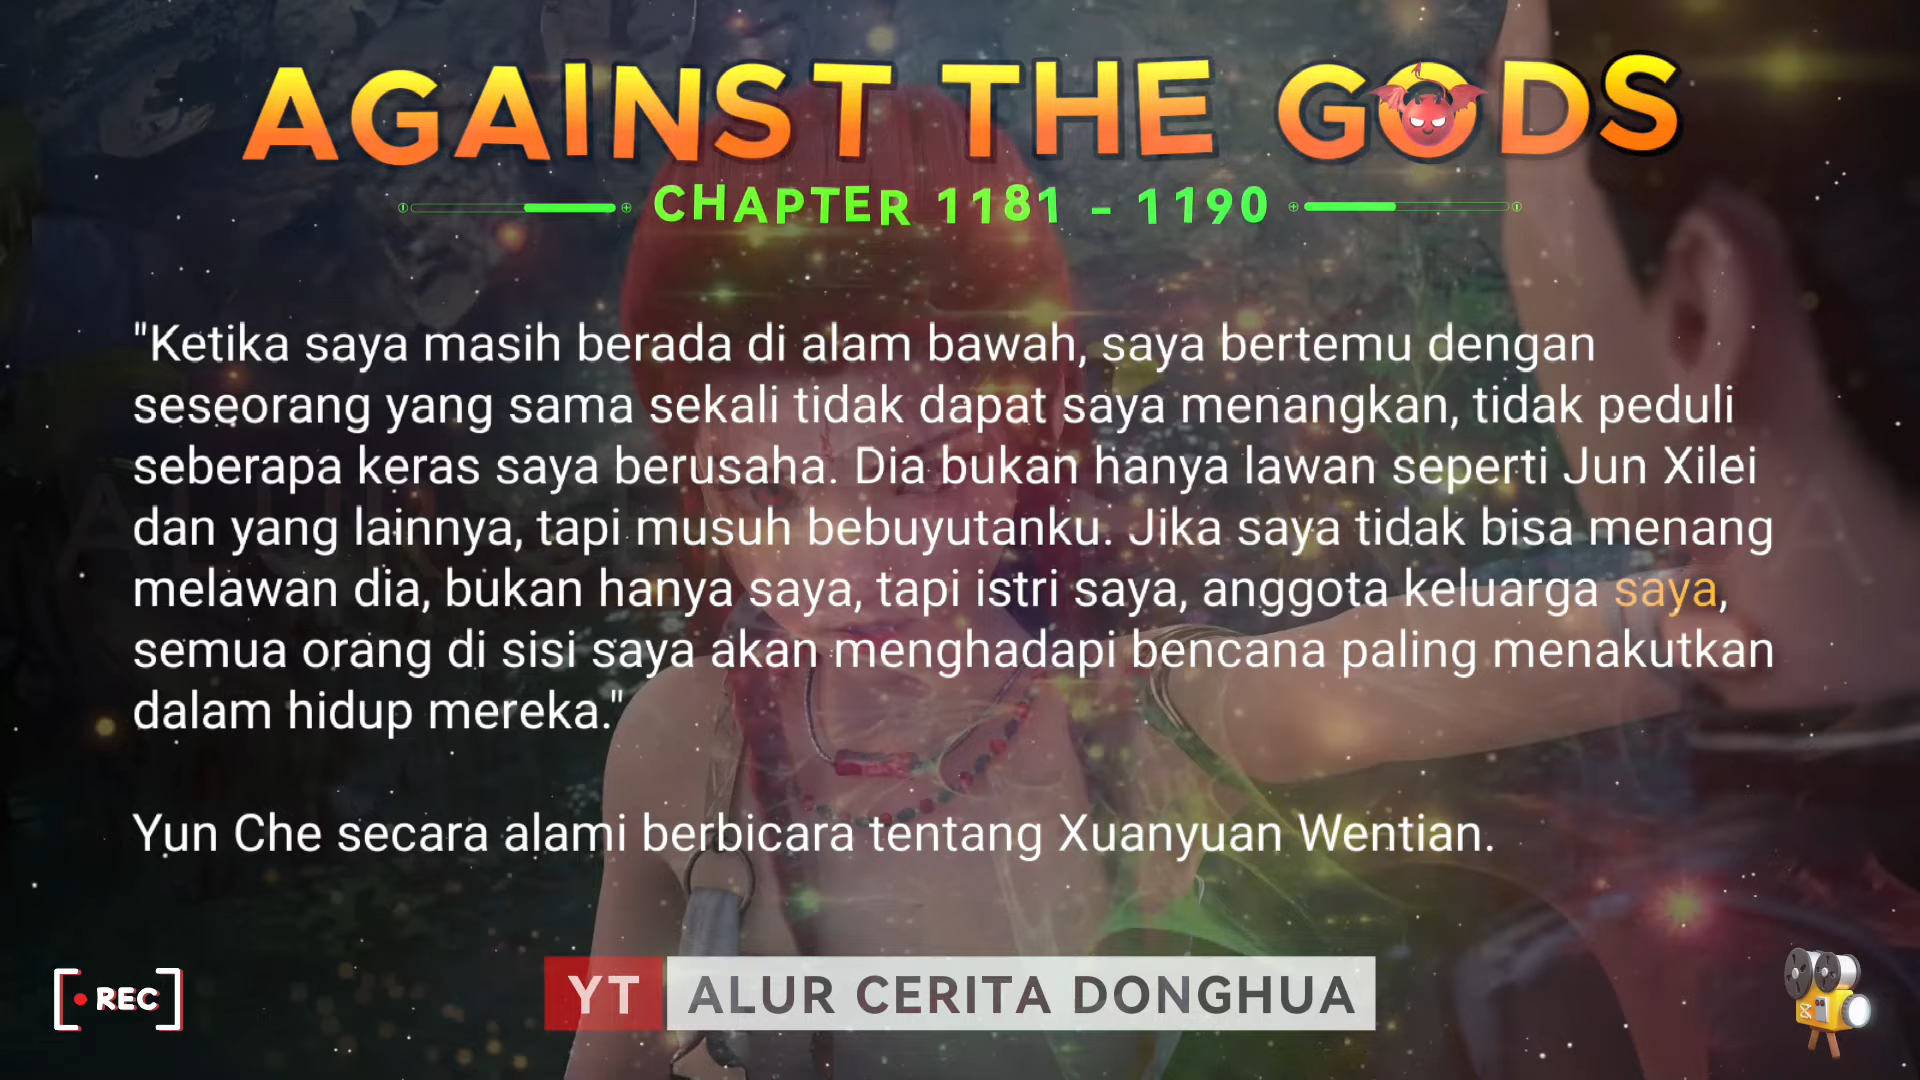 AGAINST THE GODS
CHAPTER 1181 - 1190
"Ketika saya masih berada di alam bawah, saya bertemu dengan
seseorang yang sama sekali tidak dapat saya menangkan, tidak peduli
seberapa keras saya berusaha. Dia bukan hanya lawan seperti Jun Xilei
dan yang lainnya, tapi musuh bebuyutanku. Jika saya tidak bisa menang
melawan dia, bukan hanya saya, tapi istri saya, anggota keluarga saya,
semua orang di sisi saya akan menghadapi bencana paling menakutkan
dalam hidup mereka."
Yun Che secara alami berbicara tentang Xuanyuan Wentian.
REC
YT ALUR CERITA DONGHUA